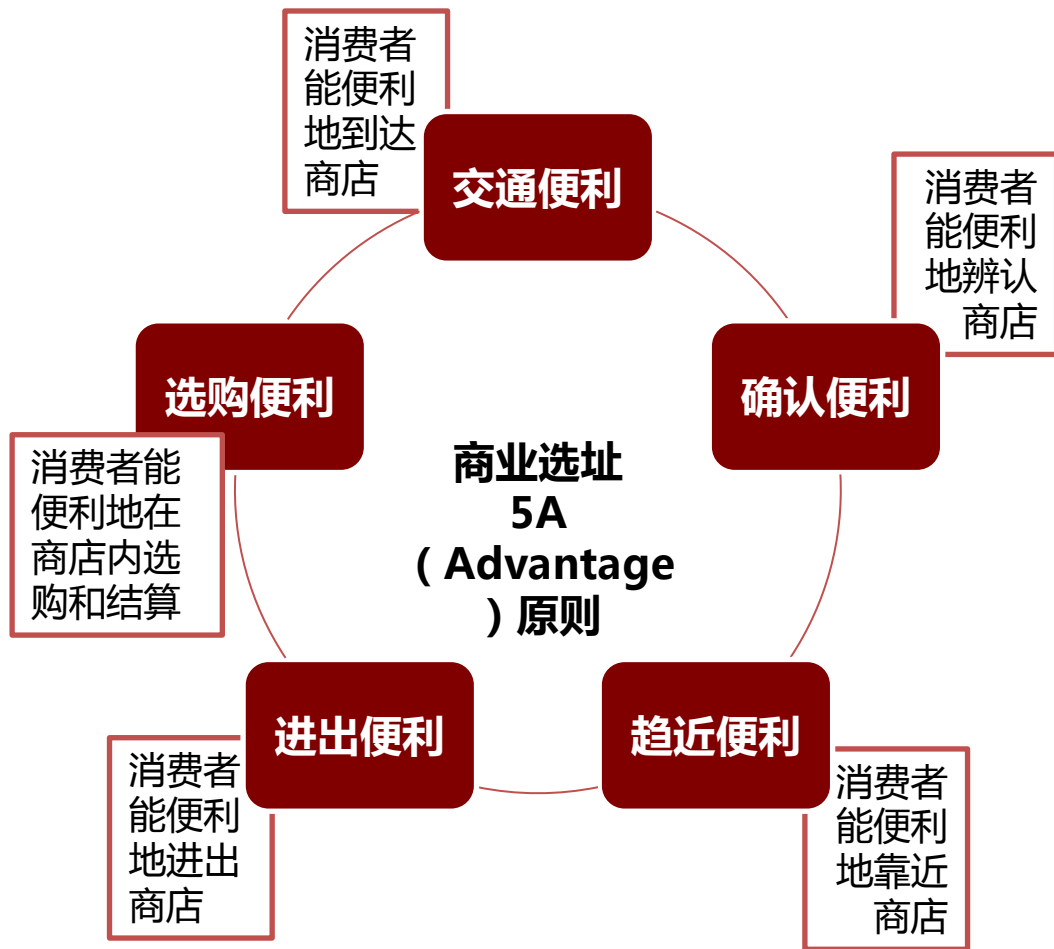 消费者
能便利
地到达
商店
交通便利
消费者
能便利
地辨认
商店
确认便利
选购便利
消费者能
便利地在
商店内选
购和结算
商业选址
5A
（Advantage
）原则
进出便利
消费者
能便利
地进出
商店
趋近便利
消费者
能便利
地靠近
商店